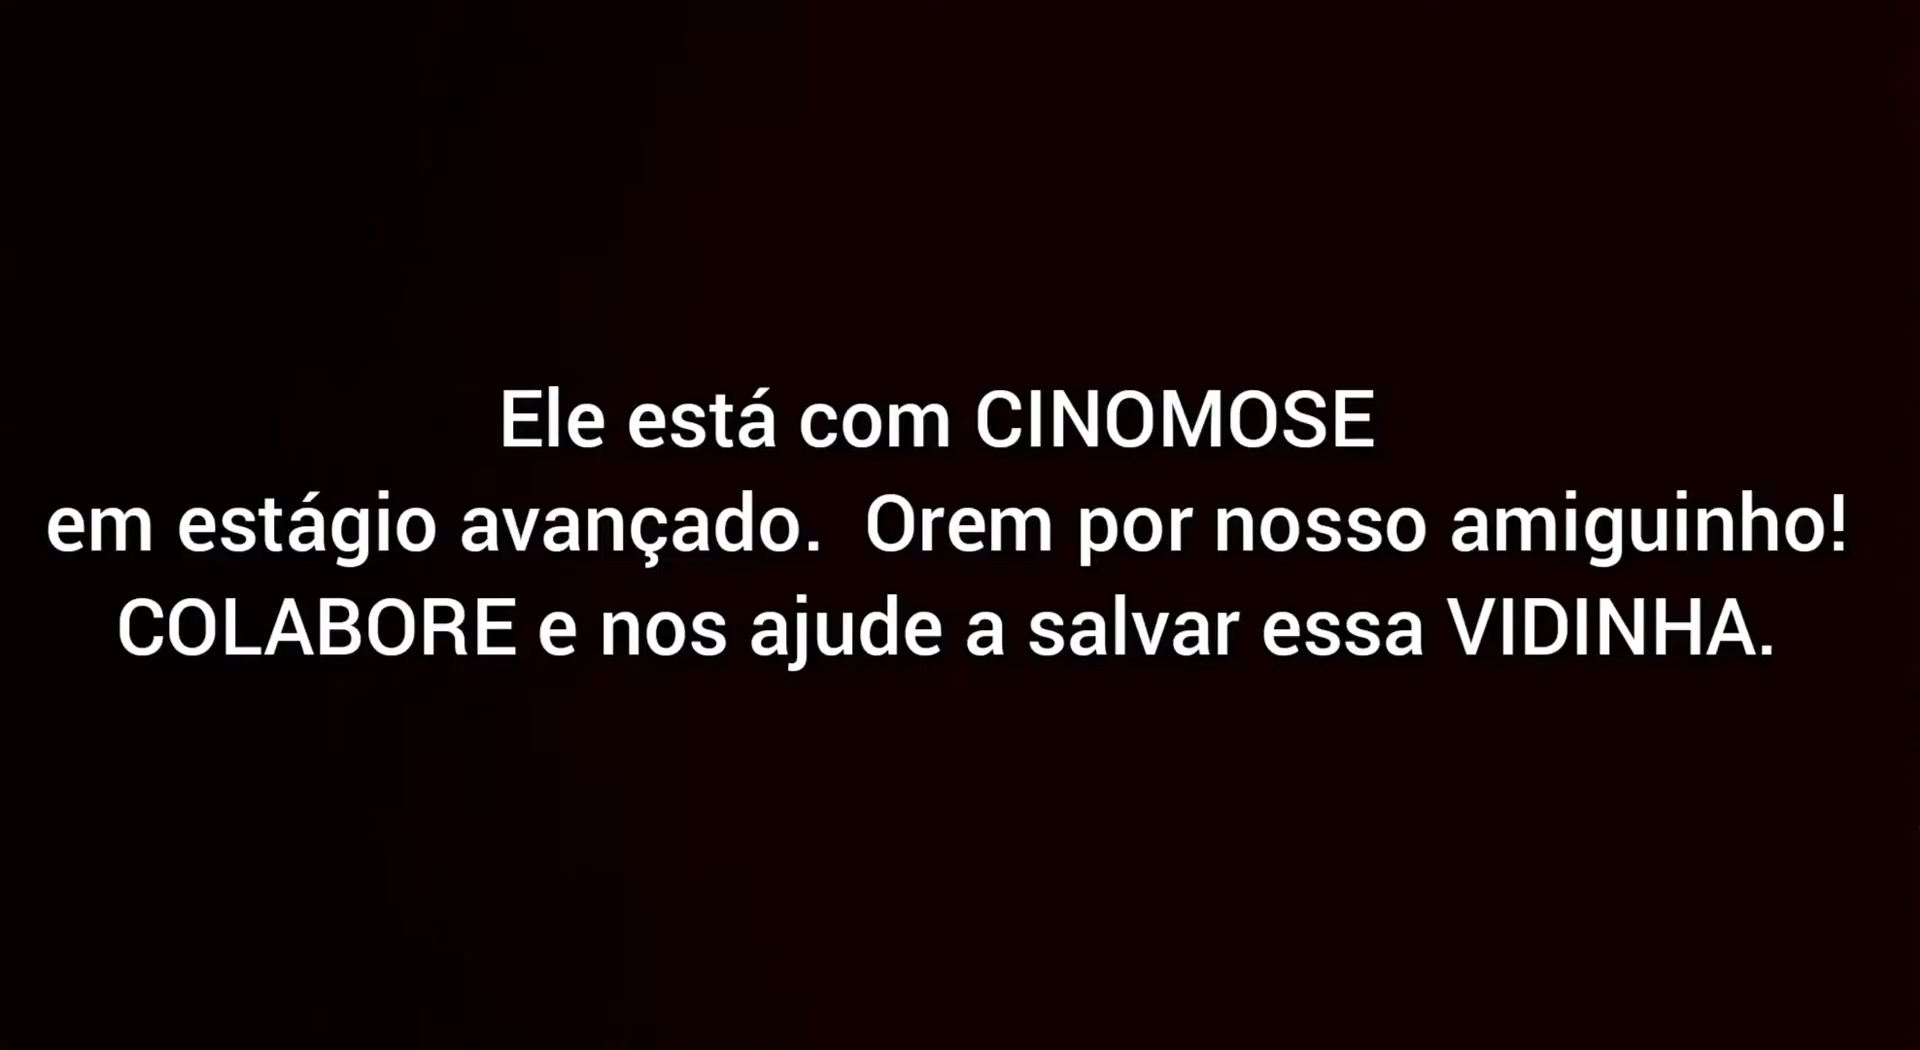 Ele está com CINOMOSE
em estágio avançado.  Orem por nosso amiguinho!
COLABORE e nos ajude a salvar essa VIDINHA.